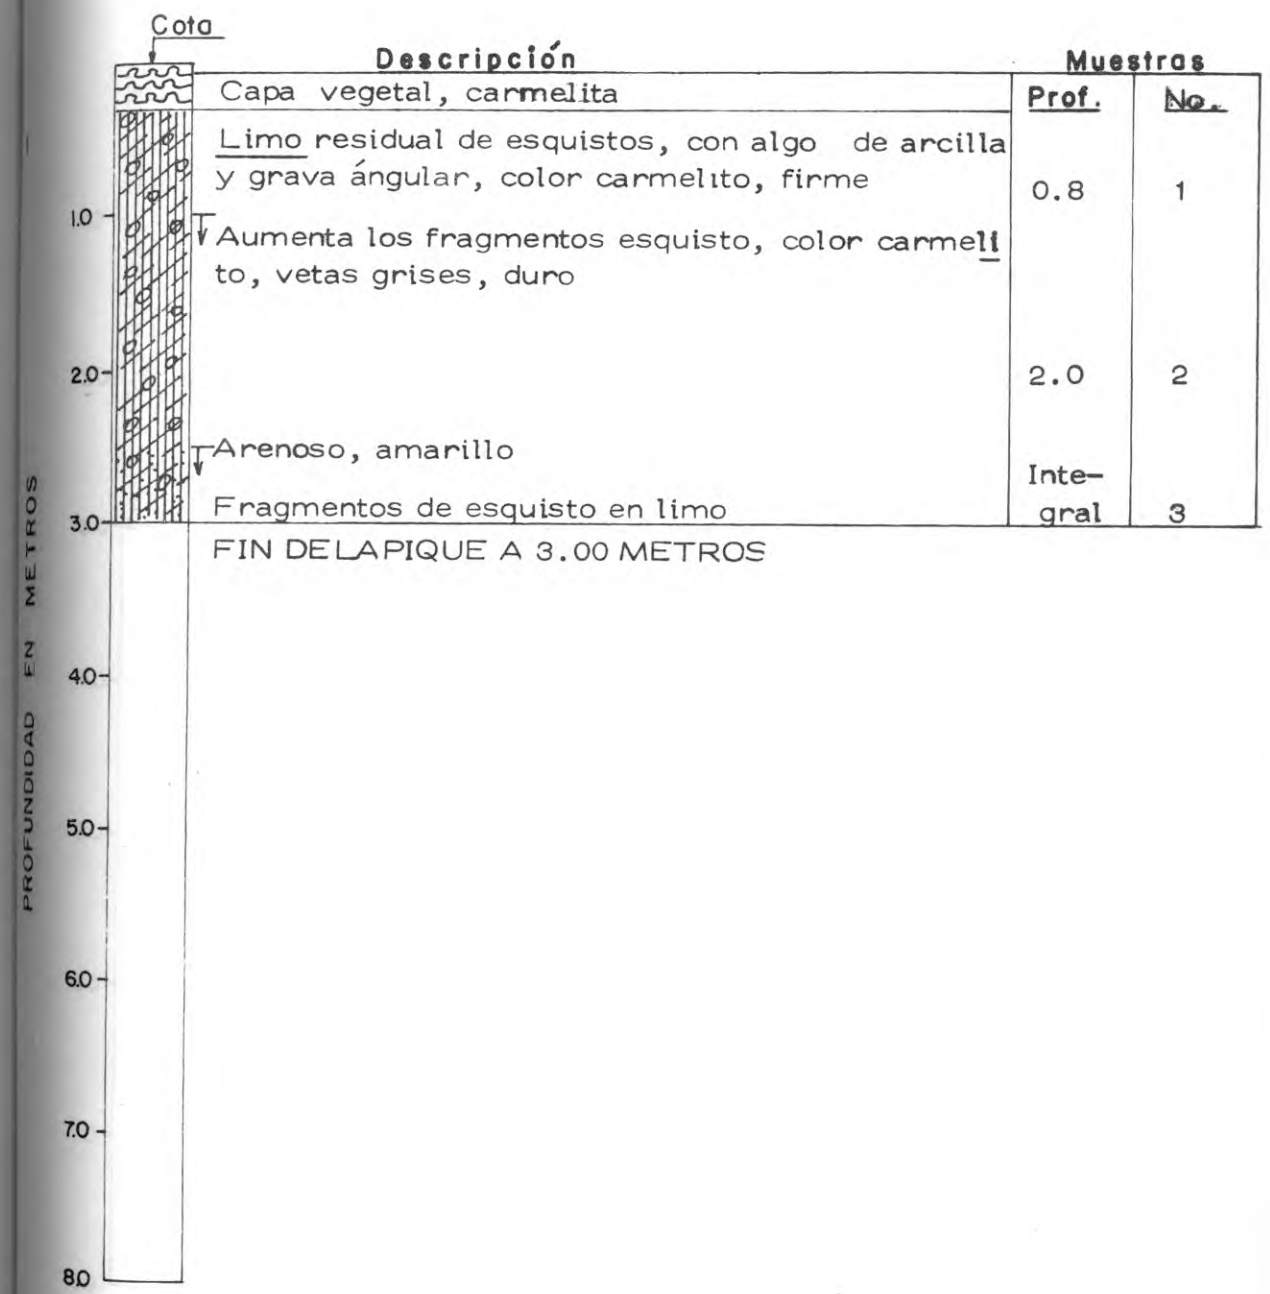 Cota
Descripción Muestras
Capa vegetal, carmelita Prof. No.
Limo residual de esquistos, con algo de arcilla
y grava ángular, color carmelito, firme 0.8 1
1.0
Aumenta los fragmentos esquisto, color carmeli
to, vetas grises, duro
2.0 2.0 2
Arenoso, amarillo
Inte-
Fragmentos de esquisto en limo gral 3
3.0
FIN DEL APIQUE A 3.00 METROS
4.0
5.0
6.0
7.0
8.0
PROFUNDIDAD EN METROS